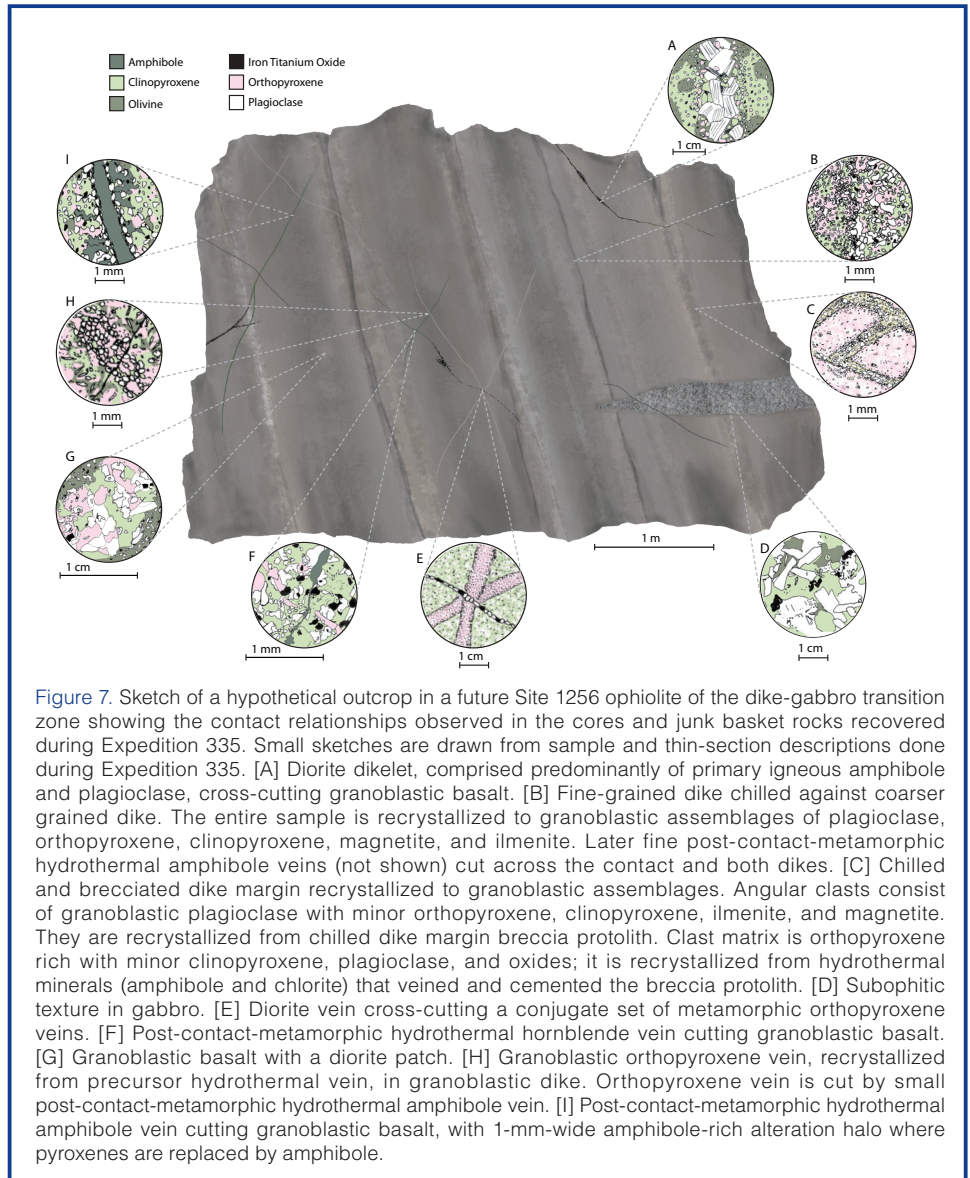 Amphibole
Clinopyroxene
Olivine
Iron Titanium Oxide
Orthopyroxene
Plagioclase
A
1 cm
B
1 mm
I
1 mm
H
1 mm
C
1 mm
G
1 cm
F
1 mm
E
1 cm
1 m
D
1 cm
Figure 7. Sketch of a hypothetical outcrop in a future Site 1256 ophiolite of the dike-gabbro transition
zone showing the contact relationships observed in the cores and junk basket rocks recovered
during Expedition 335. Small sketches are drawn from sample and thin-section descriptions done
during Expedition 335. [A] Diorite dikelet, comprised predominantly of primary igneous amphibole
and plagioclase, cross-cutting granoblastic basalt. [B] Fine-grained dike chilled against coarser
grained dike. The entire sample is recrystallized to granoblastic assemblages of plagioclase,
orthopyroxene, clinopyroxene, magnetite, and ilmenite. Later fine post-contact-metamorphic
hydrothermal amphibole veins (not shown) cut across the contact and both dikes. [C] Chilled
and brecciated dike margin recrystallized to granoblastic assemblages. Angular clasts consist
of granoblastic plagioclase with minor orthopyroxene, clinopyroxene, ilmenite, and magnetite.
They are recrystallized from chilled dike margin breccia protolith. Clast matrix is orthopyroxene
rich with minor clinopyroxene, plagioclase, and oxides; it is recrystallized from hydrothermal
minerals (amphibole and chlorite) that veined and cemented the breccia protolith. [D] Subophitic
texture in gabbro. [E] Diorite vein cross-cutting a conjugate set of metamorphic orthopyroxene
veins. [F] Post-contact-metamorphic hydrothermal hornblende vein cutting granoblastic basalt.
[G] Granoblastic basalt with a diorite patch. [H] Granoblastic orthopyroxene vein, recrystallized
from precursor hydrothermal vein, in granoblastic dike. Orthopyroxene vein is cut by small
post-contact-metamorphic hydrothermal amphibole vein. [I] Post-contact-metamorphic hydrothermal
amphibole vein cutting granoblastic basalt, with 1-mm-wide amphibole-rich alteration halo where
pyroxenes are replaced by amphibole.